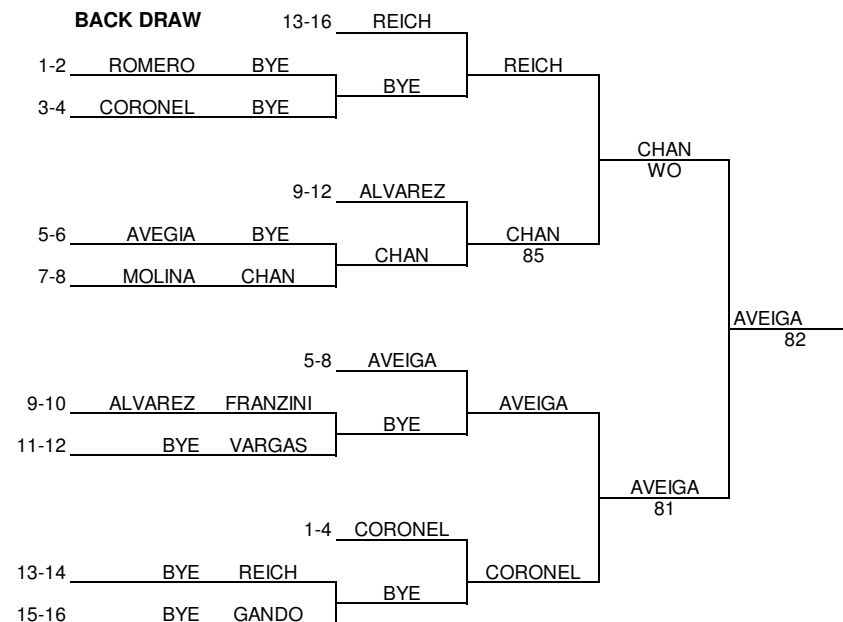 BACK DRAW
13-16 REICH
1-2 ROMERO BYE
REICH
BYE
3-4 CORONEL BYE
CHAN
WO
9-12 ALVAREZ
5-6 AVEGIA BYE
CHAN
85
CHAN
7-8 MOLINA CHAN
AVEIGA
82
5-8 AVEIGA
9-10 ALVAREZ FRANZINI
AVEIGA
BYE
11-12 BYE VARGAS
AVEIGA
81
1-4 CORONEL
13-14 BYE REICH
CORONEL
BYE
15-16 BYE GANDO